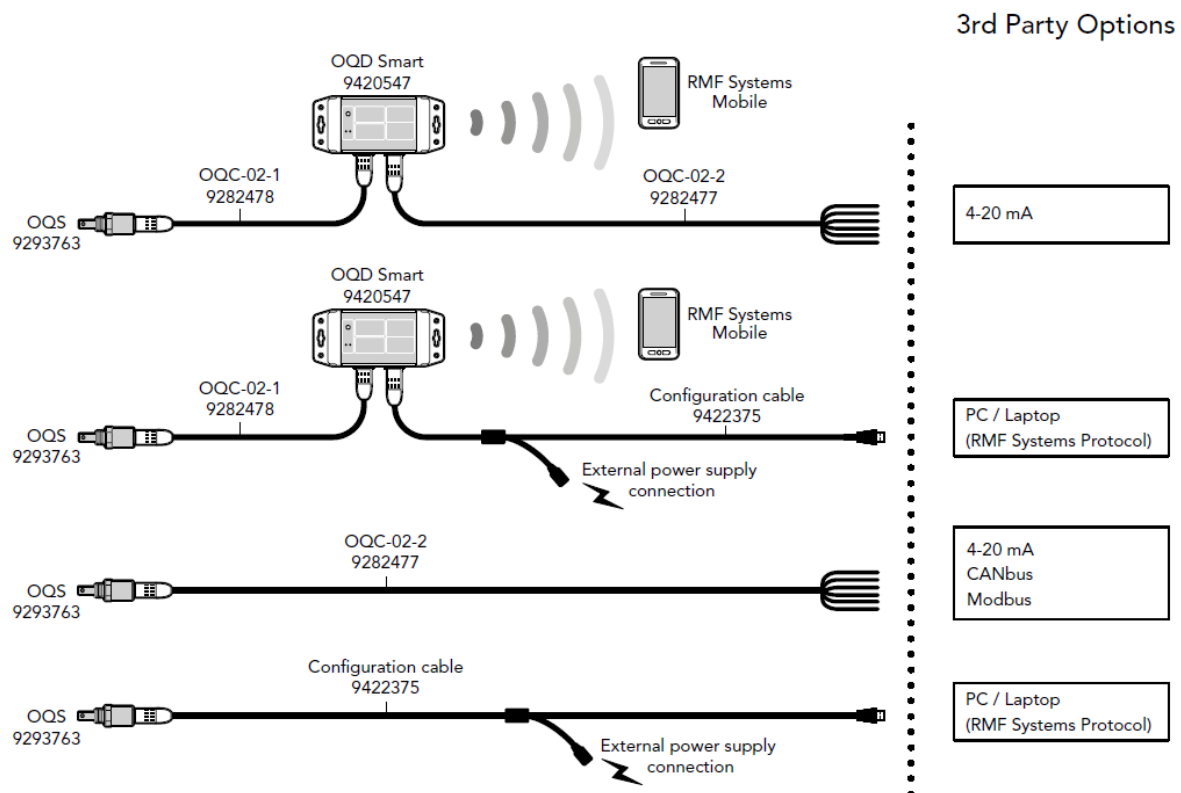 3rd Party Options
OQD Smart
9420547
RMF Systems
Mobile
OQC-02-1
9282478
OQC-02-2
9282477
OQS
9293763
4-20 mA
OQD Smart
9420547
RMF Systems
Mobile
OQC-02-1
9282478
Configuration cable
9422375
OQS
9293763
External power supply
connection
PC / Laptop
(RMF Systems Protocol)
OQC-02-2
9282477
OQS
9293763
4-20 mA
CANbus
Modbus
Configuration cable
9422375
OQS
9293763
External power supply
connection
PC / Laptop
(RMF Systems Protocol)